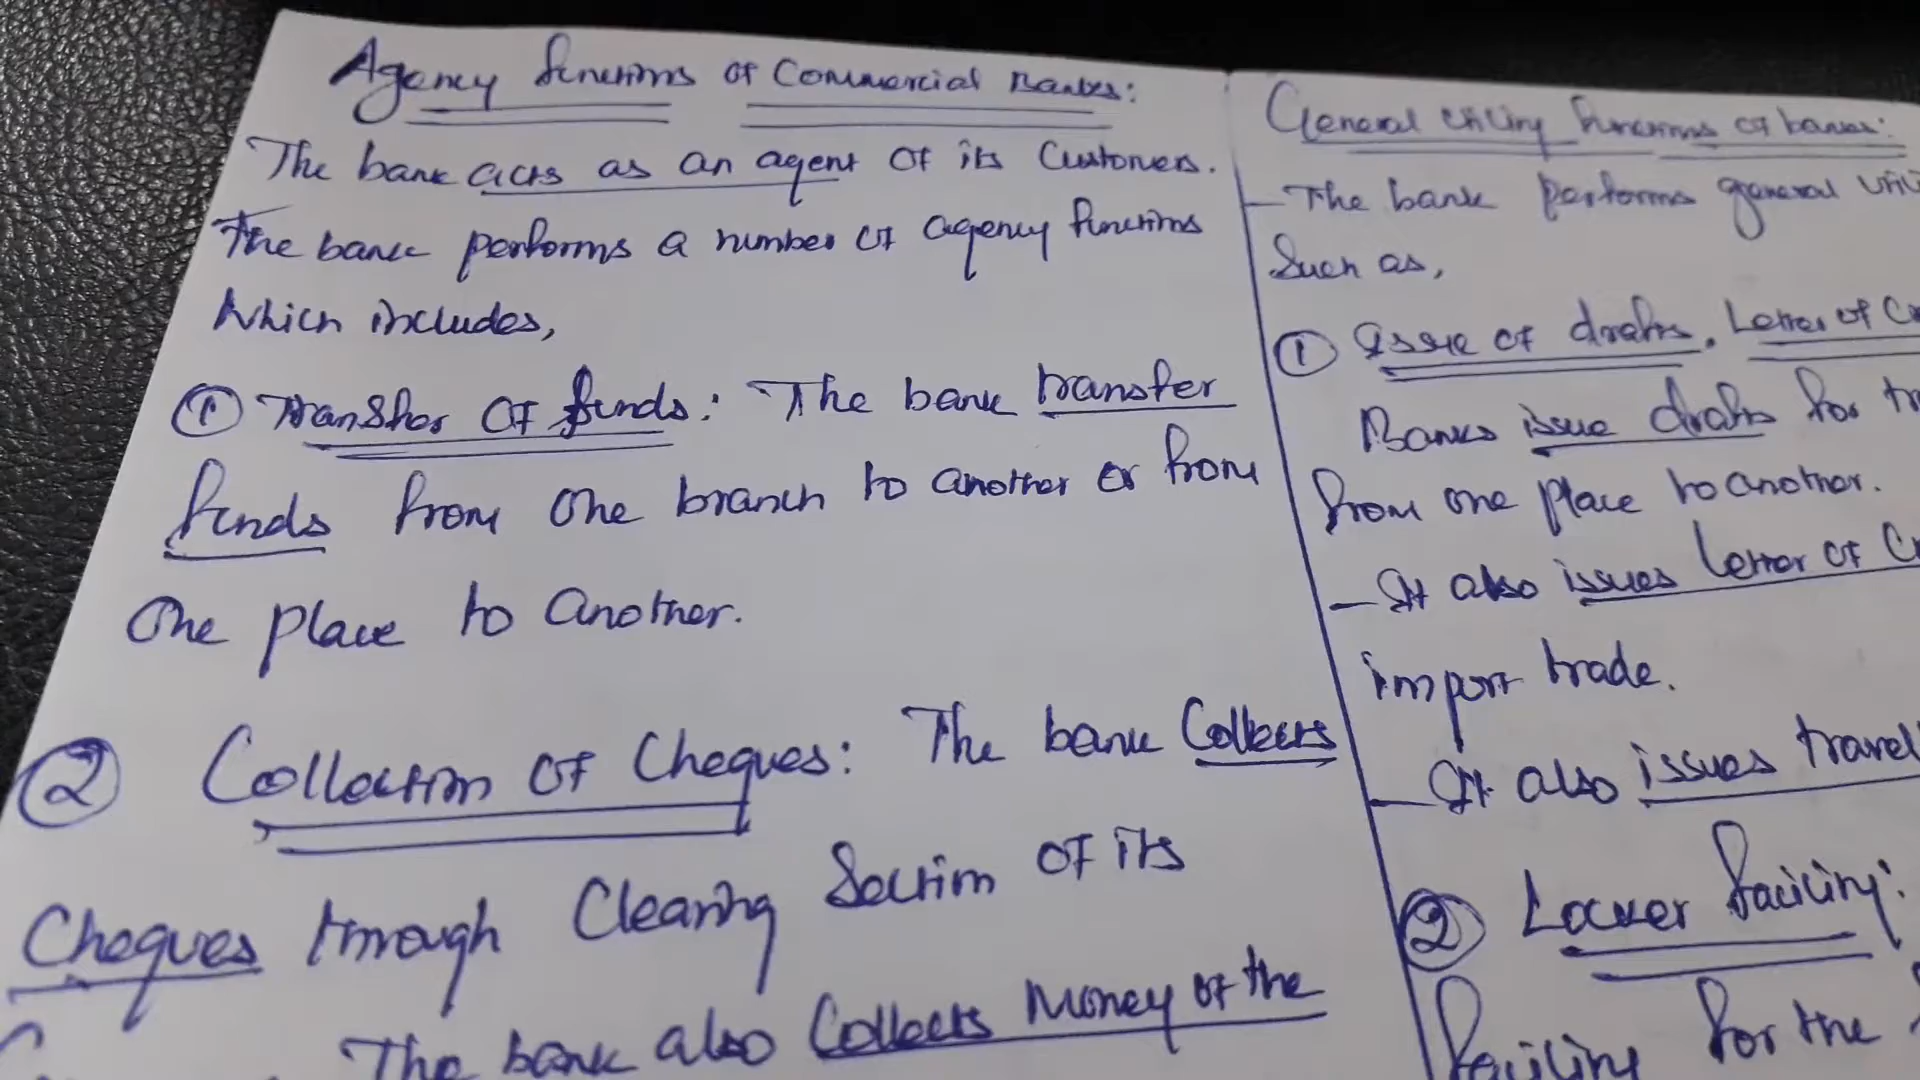 Agency functions of Commercial Banks:
The bank acts as an agent of its Customers.
The bank performs a number of agency functions
Which includes,
① Transfer of funds: The bank transfer
funds from one branch to another or from
one place to another.
② Collection of Cheques: The bank Collects
Cheques through Clearing Section of its
The bank also Collects Money of the
General utility functions of banks:
- The bank performs general
Such as,
① Issue of drafts, Letter of
Banks issue drafts for
from one place to another.
- It also issues letter of
import trade.
- It also issues travel
② Locker facility:
facility for the